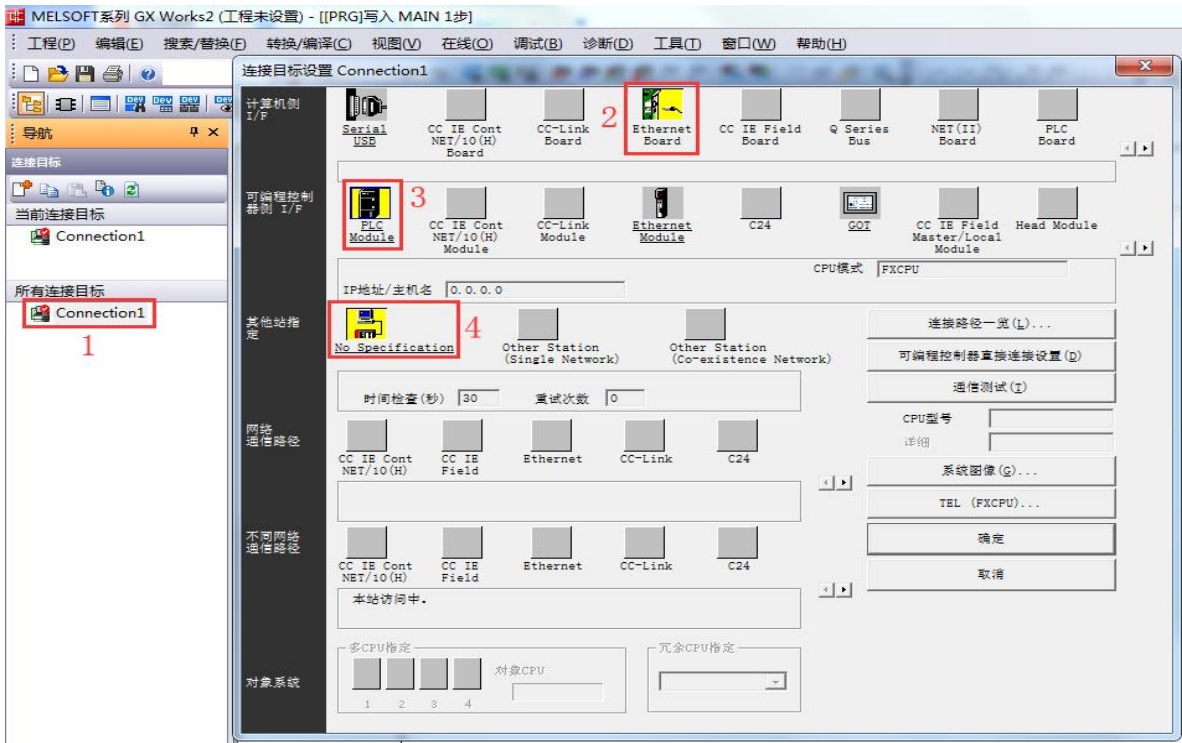 MELSOFT系列 GX Works2 (工程未设置) - [[PRG]写入 MAIN 1步]
工程(P) 编辑(E) 搜索/替换(F) 转换/编译(C) 视图(V) 在线(O) 调试(B) 诊断(D) 工具(T) 窗口(W) 帮助(H)
导航
连接目标
当前连接目标
Connection1
所有连接目标
Connection1
1
连接目标设置 Connection1
计算机侧
I/F
Serial
USB
CC IE Cont
NET/10(H)
Board
CC-Link
Board
2
Ethernet
Board
CC IE Field
Board
Q Series
Bus
NET(II)
Board
PLC
Board
可编程控制
器侧 I/F
PLC
Module
3
CC IE Cont
NET/10(H)
Module
CC-Link
Module
Ethernet
Module
C24
GOT
CC IE Field
Master/Local
Module
Head Module
CPU模式 FXCPU
IP地址/主机名 0.0.0.0
其他站指
定
No Specification
4
Other Station
(Single Network)
Other Station
(Co-existence Network)
时间检查(秒) 30 重试次数 0
连接路径一览(L)...
可编程控制器直接连接设置(D)
通信测试(T)
CPU型号
详细
系统图像(G)...
TEL (FXCPU)...
确定
取消
网络
通信路径
CC IE Cont
NET/10(H)
CC IE
Field
Ethernet
CC-Link
C24
不同网络
通信路径
CC IE Cont
NET/10(H)
CC IE
Field
Ethernet
CC-Link
C24
本站访问中.
对象系统
多CPU指定
1 2 3 4
对象CPU
冗余CPU指定